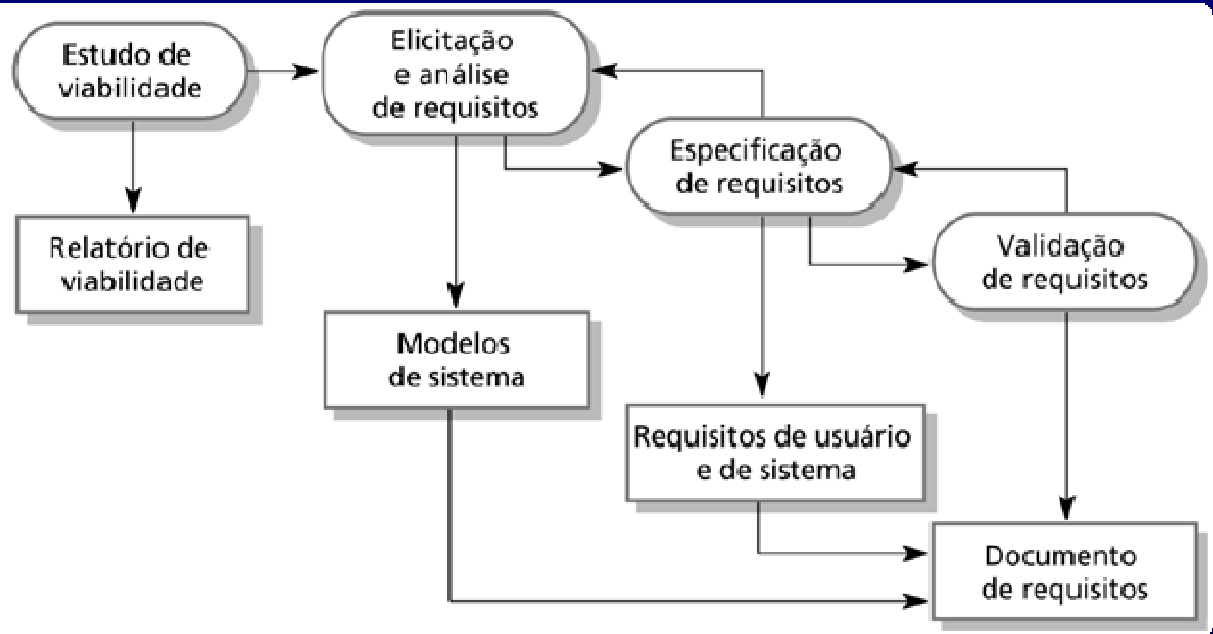 Estudo de
viabilidade
Elicitação
e análise
de requisitos
Especificação
de requisitos
Validação
de requisitos
Relatório de
viabilidade
Modelos
de sistema
Requisitos de usuário
e de sistema
Documento
de requisitos